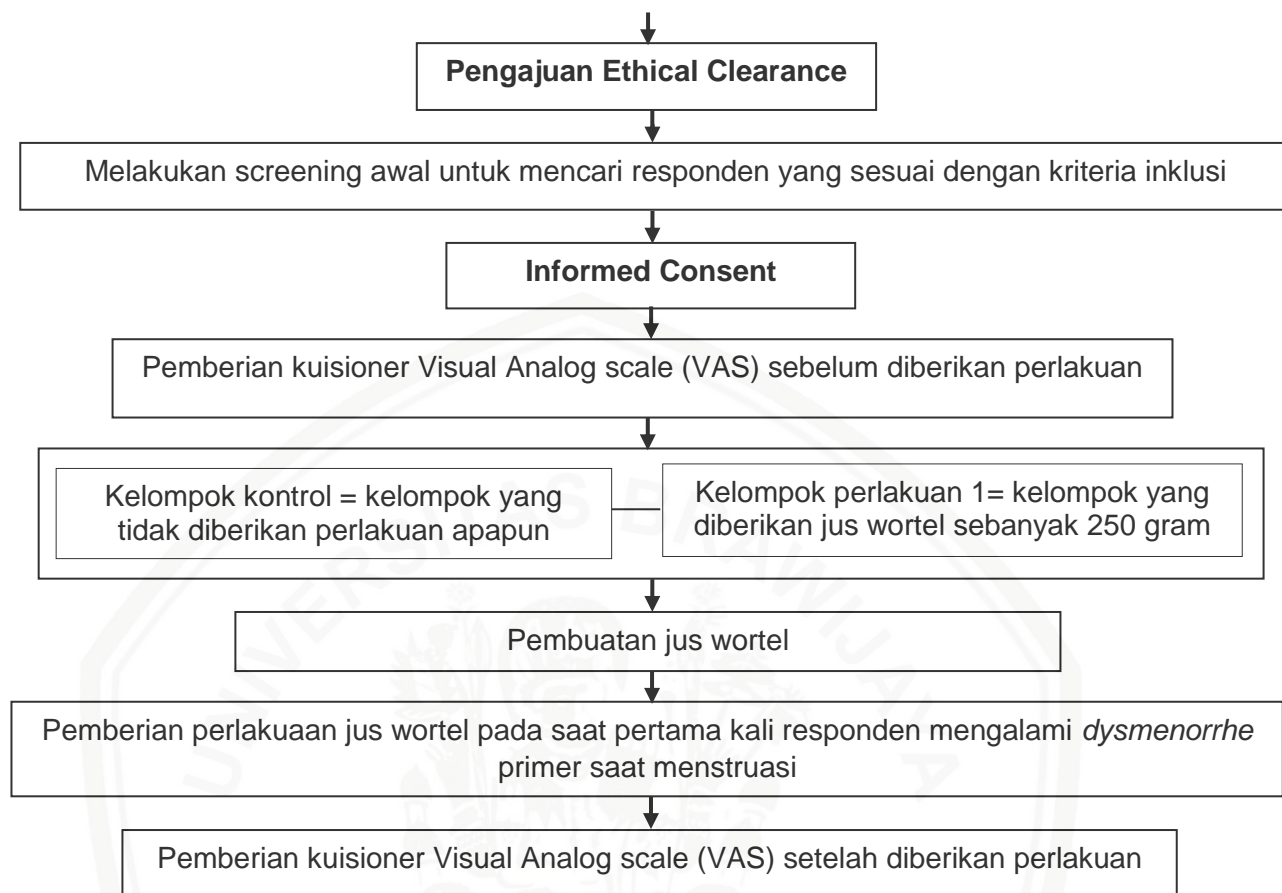 Pengajuan Ethical Clearance
Melakukan screening awal untuk mencari responden yang sesuai dengan kriteria inklusi
Informed Consent
Pemberian kuisioner Visual Analog scale (VAS) sebelum diberikan perlakuan
Kelompok kontrol = kelompok yang
tidak diberikan perlakuan apapun
Kelompok perlakuan 1= kelompok yang
diberikan jus wortel sebanyak 250 gram
UNIVERSITAS BRAWIJAYA
Pembuatan jus wortel
Pemberian perlakuaan jus wortel pada saat pertama kali responden mengalami dysmenorrhe
primer saat menstruasi
Pemberian kuisioner Visual Analog scale (VAS) setelah diberikan perlakuan